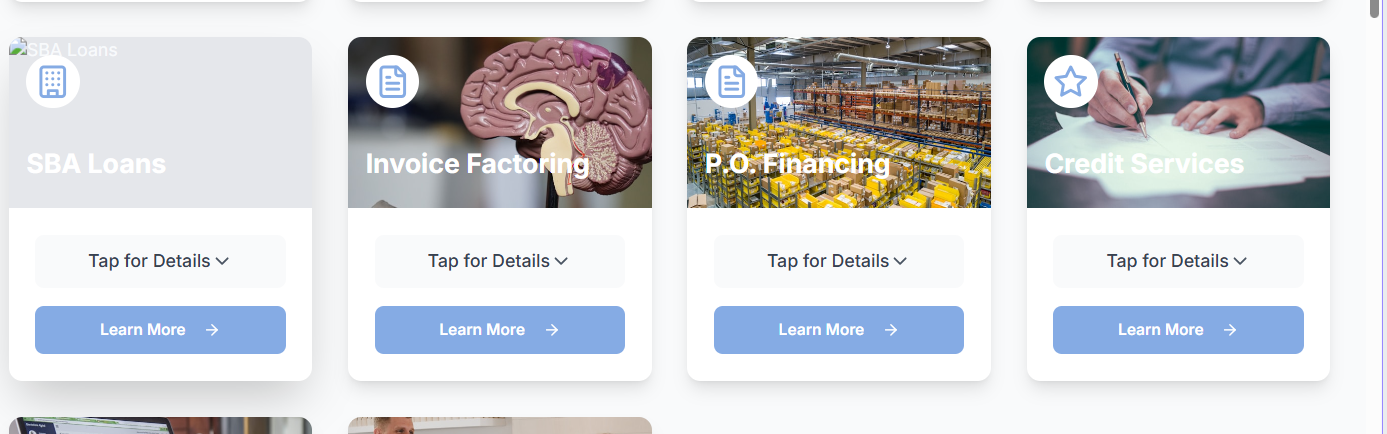 SBA Loans
SBA Loans
Invoice Factoring
P.O. Financing
Credit Services
Tap for Details
Tap for Details
Tap for Details
Tap for Details
Learn More
Learn More
Learn More
Learn More